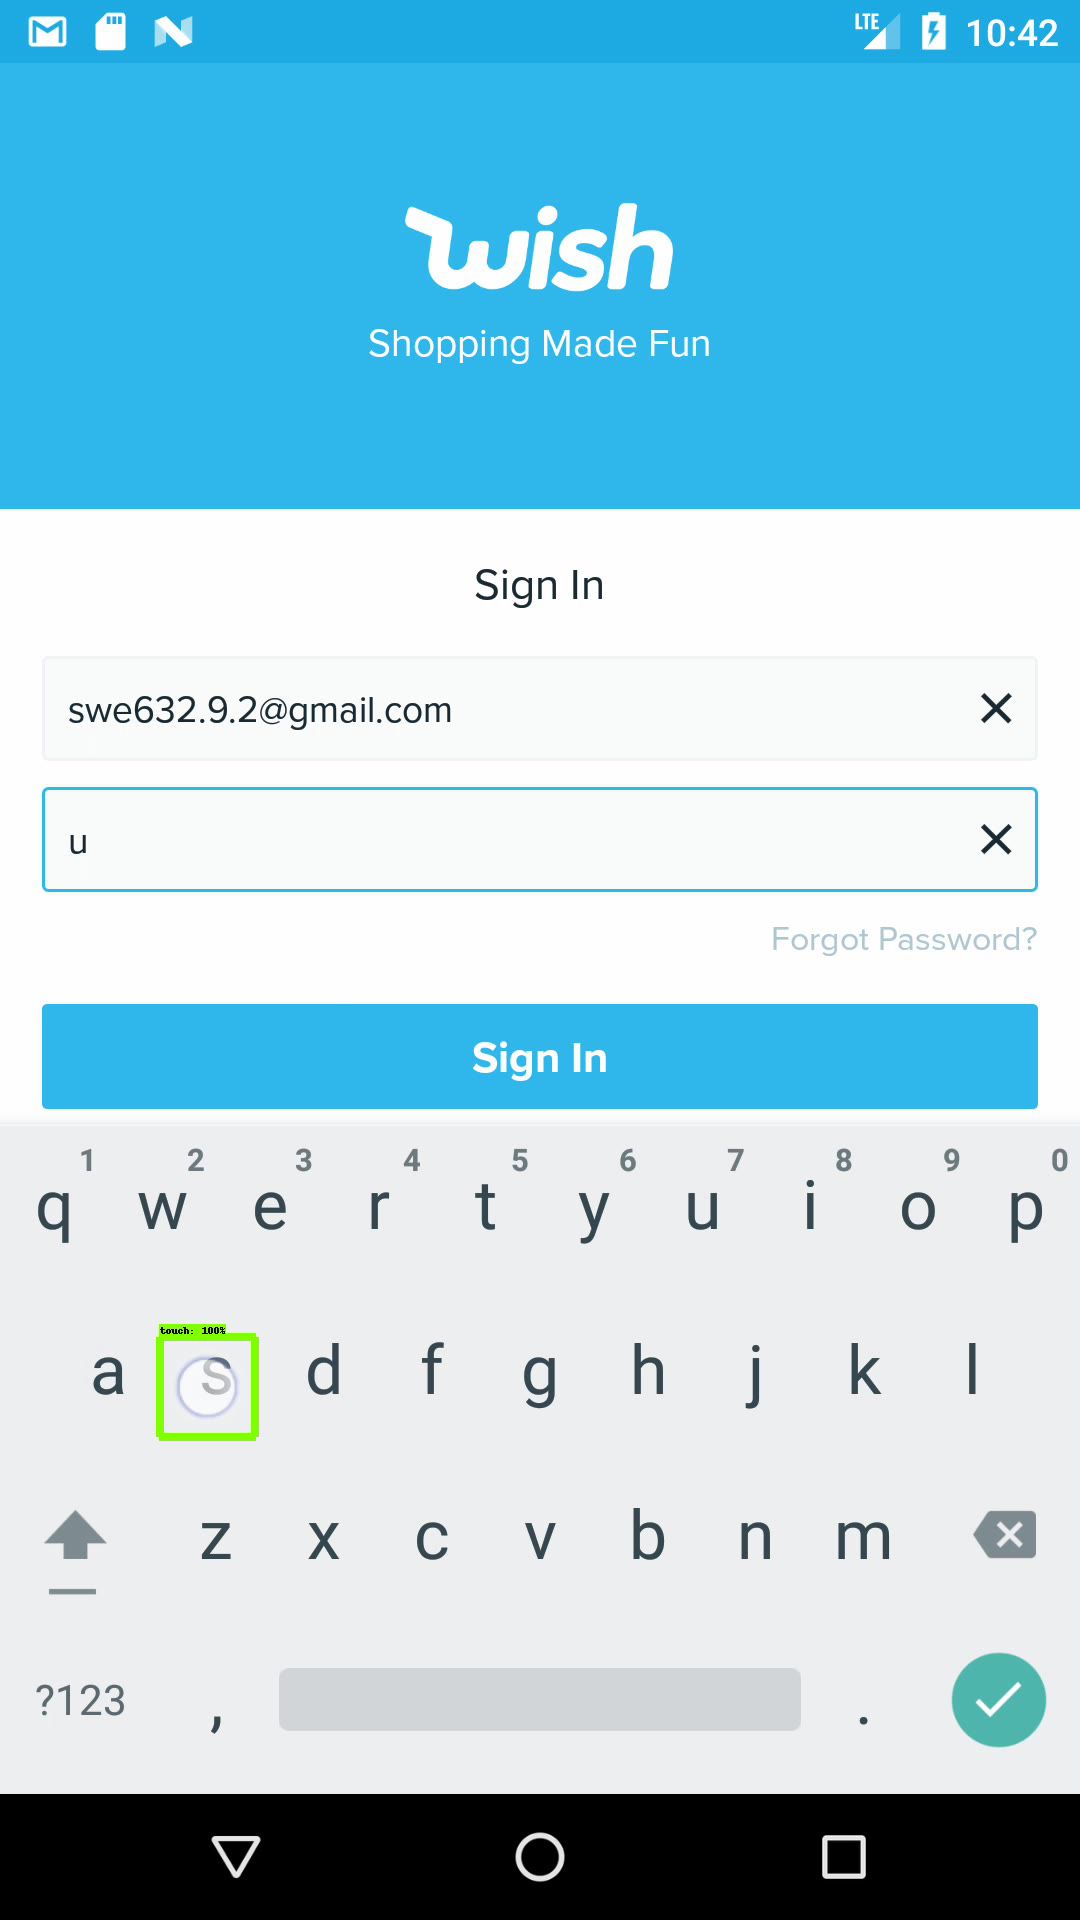 LTE 10:42
wish
Shopping Made Fun
Sign In
swe632.9.2@gmail.com
u
Forgot Password?
Sign In
1 2 3 4 5 6 7 8 9 0
q w e r t y u i o p
touch: 100%
a s d f g h j k l
z x c v b n m
?123 , .